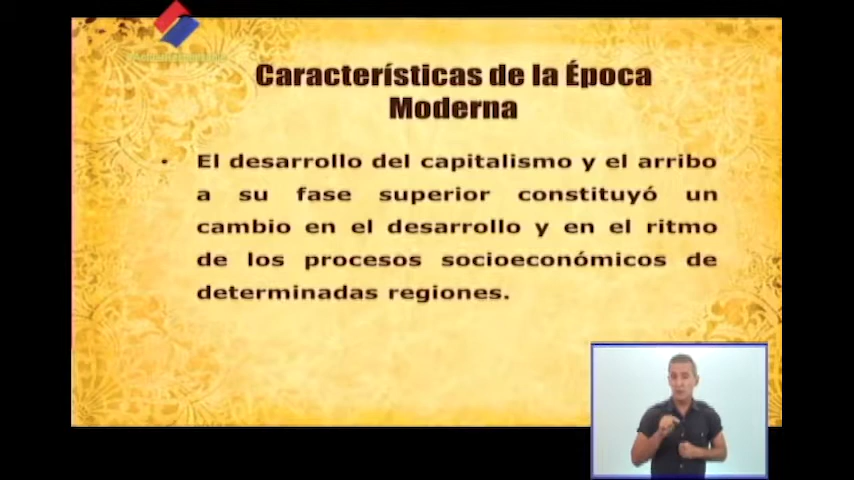 Características de la Época
Moderna
• El desarrollo del capitalismo y el arribo
a su fase superior constituyó un
cambio en el desarrollo y en el ritmo
de los procesos socioeconómicos de
determinadas regiones.